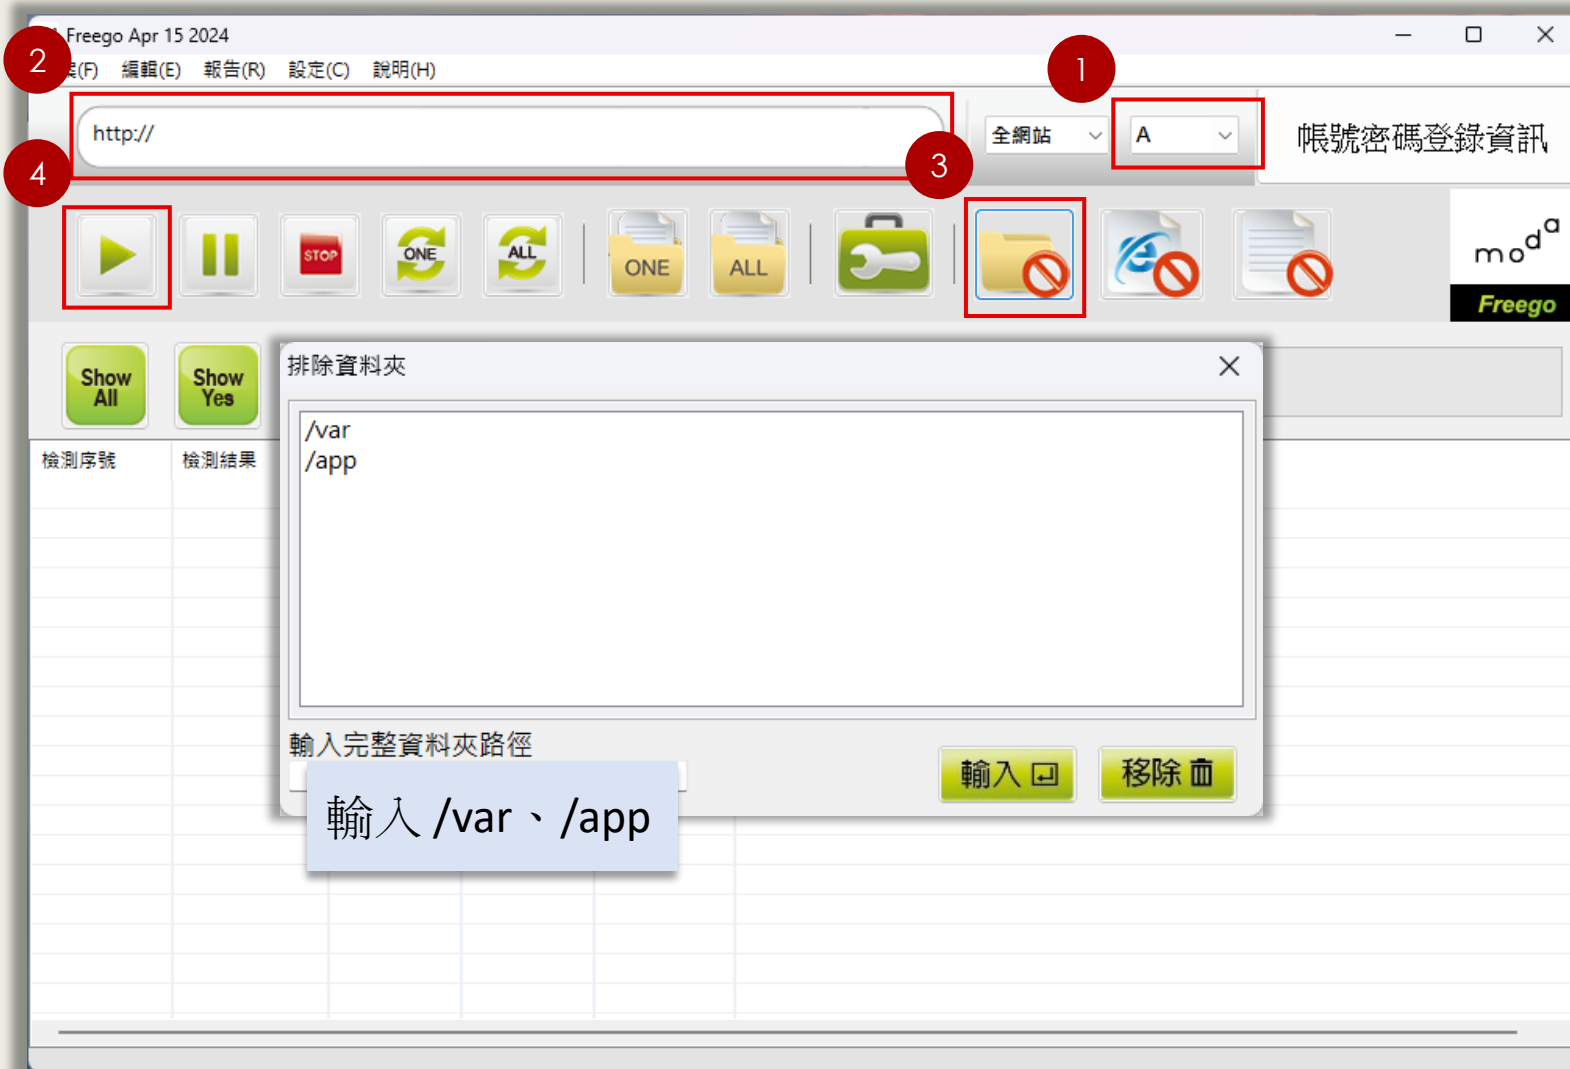 Freego Apr 15 2024
2
(F) 編輯(E) 報告(R) 設定(C) 說明(H)
1
http://
全網站
A
帳號密碼登錄資訊
4
3
STOP
ONE
ALL
ONE
ALL
moda
Freego
Show All
Show Yes
排除資料夾
/var
/app
檢測序號 檢測結果
輸入完整資料夾路徑
輸入
移除
輸入 /var、/app